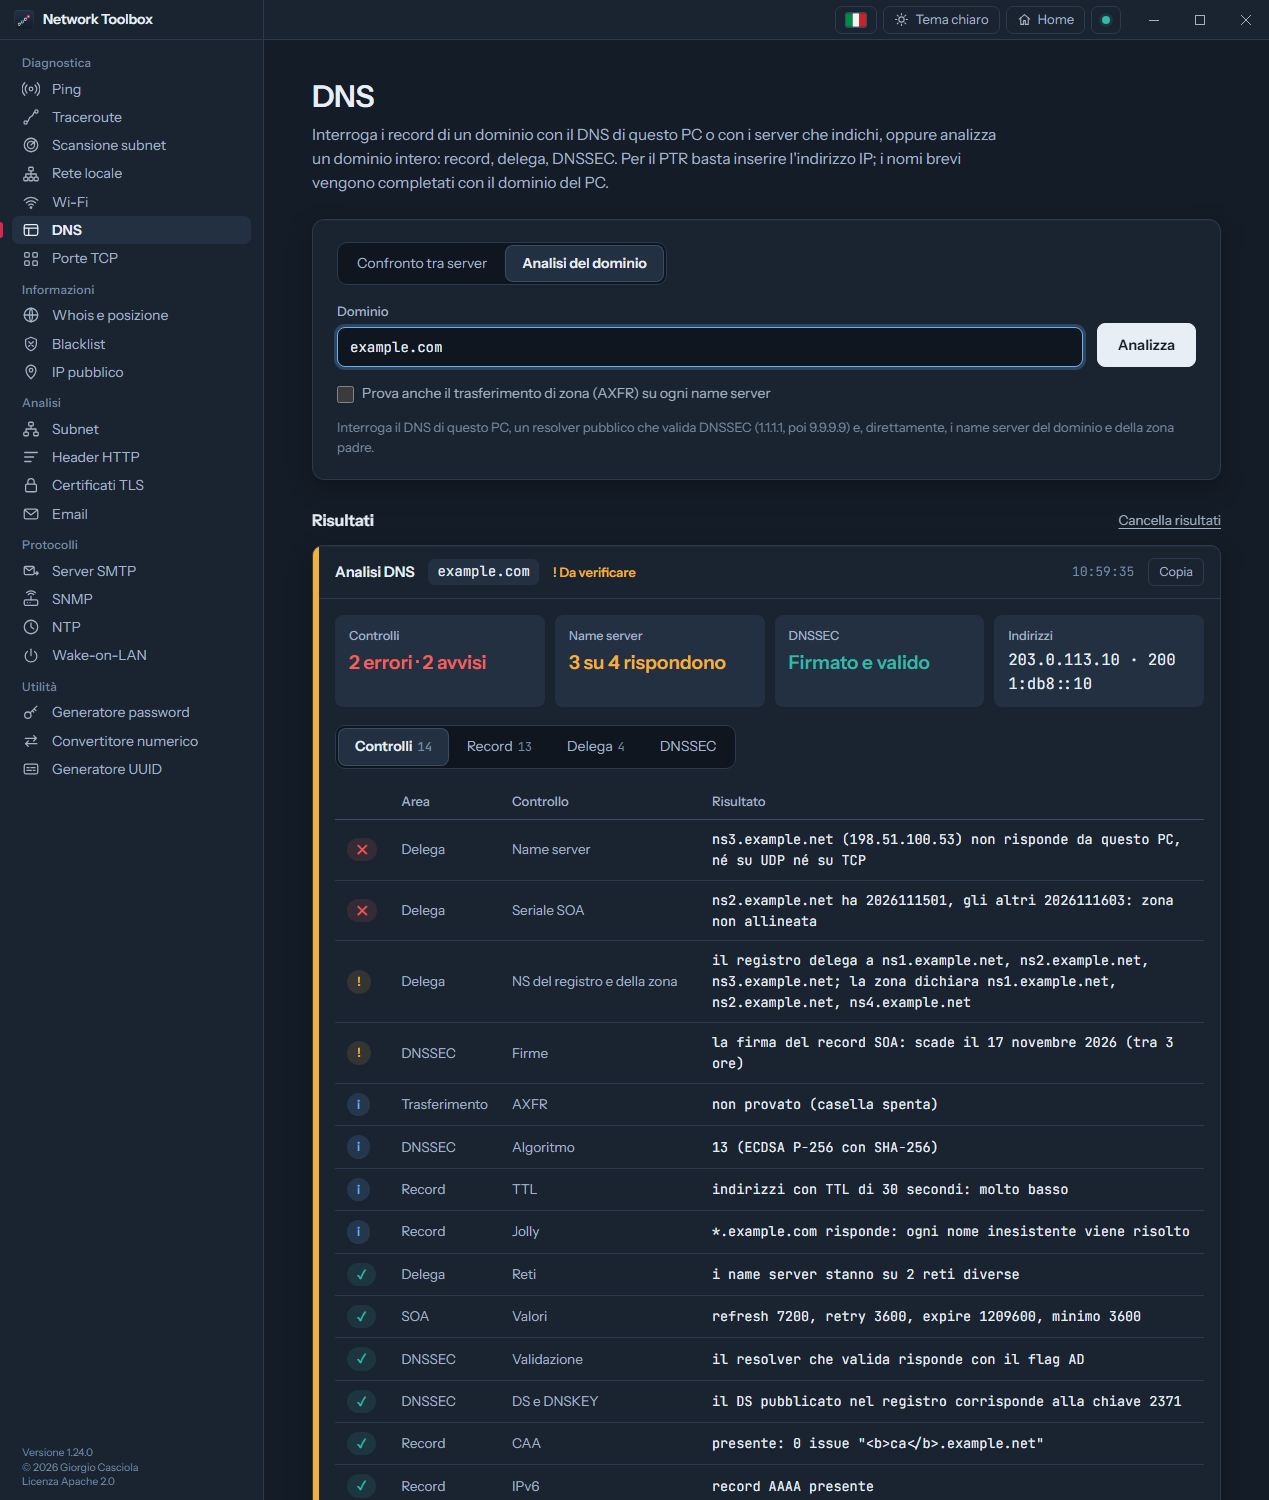 Network Toolbox
Tema chiaro
Home
Diagnostica
Ping
Traceroute
Scansione subnet
Rete locale
Wi-Fi
DNS
Porte TCP
Informazioni
Whois e posizione
Blacklist
IP pubblico
Analisi
Subnet
Header HTTP
Certificati TLS
Email
Protocolli
Server SMTP
SNMP
NTP
Wake-on-LAN
Utilità
Generatore password
Convertitore numerico
Generatore UUID
Versione 1.24.0
© 2026 Giorgio Casciola
Licenza Apache 2.0
DNS
Interroga i record di un dominio con il DNS di questo PC o con i server che indichi, oppure analizza
un dominio intero: record, delega, DNSSEC. Per il PTR basta inserire l'indirizzo IP; i nomi brevi
vengono completati con il dominio del PC.
Confronto tra server
Analisi del dominio
Dominio
example.com
Analizza
Prova anche il trasferimento di zona (AXFR) su ogni name server
Interroga il DNS di questo PC, un resolver pubblico che valida DNSSEC (1.1.1.1, poi 9.9.9.9) e, direttamente, i name server del dominio e della zona
padre.
Risultati
Cancella risultati
Analisi DNS
example.com
! Da verificare
10:59:35
Copia
Controlli
2 errori · 2 avvisi
Name server
3 su 4 rispondono
DNSSEC
Firmato e valido
Indirizzi
203.0.113.10 · 200
1:db8::10
Controlli 14
Record 13
Delega 4
DNSSEC
Area Controllo Risultato
Delega Name server ns3.example.net (198.51.100.53) non risponde da questo PC,
né su UDP né su TCP
Delega Seriale SOA ns2.example.net ha 2026111501, gli altri 2026111603: zona
non allineata
! Delega NS del registro e della zona il registro delega a ns1.example.net, ns2.example.net,
ns3.example.net; la zona dichiara ns1.example.net,
ns2.example.net, ns4.example.net
! DNSSEC Firme la firma del record SOA: scade il 17 novembre 2026 (tra 3
ore)
i Trasferimento AXFR non provato (casella spenta)
i DNSSEC Algoritmo 13 (ECDSA P-256 con SHA-256)
i Record TTL indirizzi con TTL di 30 secondi: molto basso
i Record Jolly *.example.com risponde: ogni nome inesistente viene risolto
Delega Reti i name server stanno su 2 reti diverse
SOA Valori refresh 7200, retry 3600, expire 1209600, minimo 3600
DNSSEC Validazione il resolver che valida risponde con il flag AD
DNSSEC DS e DNSKEY il DS pubblicato nel registro corrisponde alla chiave 2371
Record CAA presente: 0 issue "<b>ca</b>.example.net"
Record IPv6 record AAAA presente